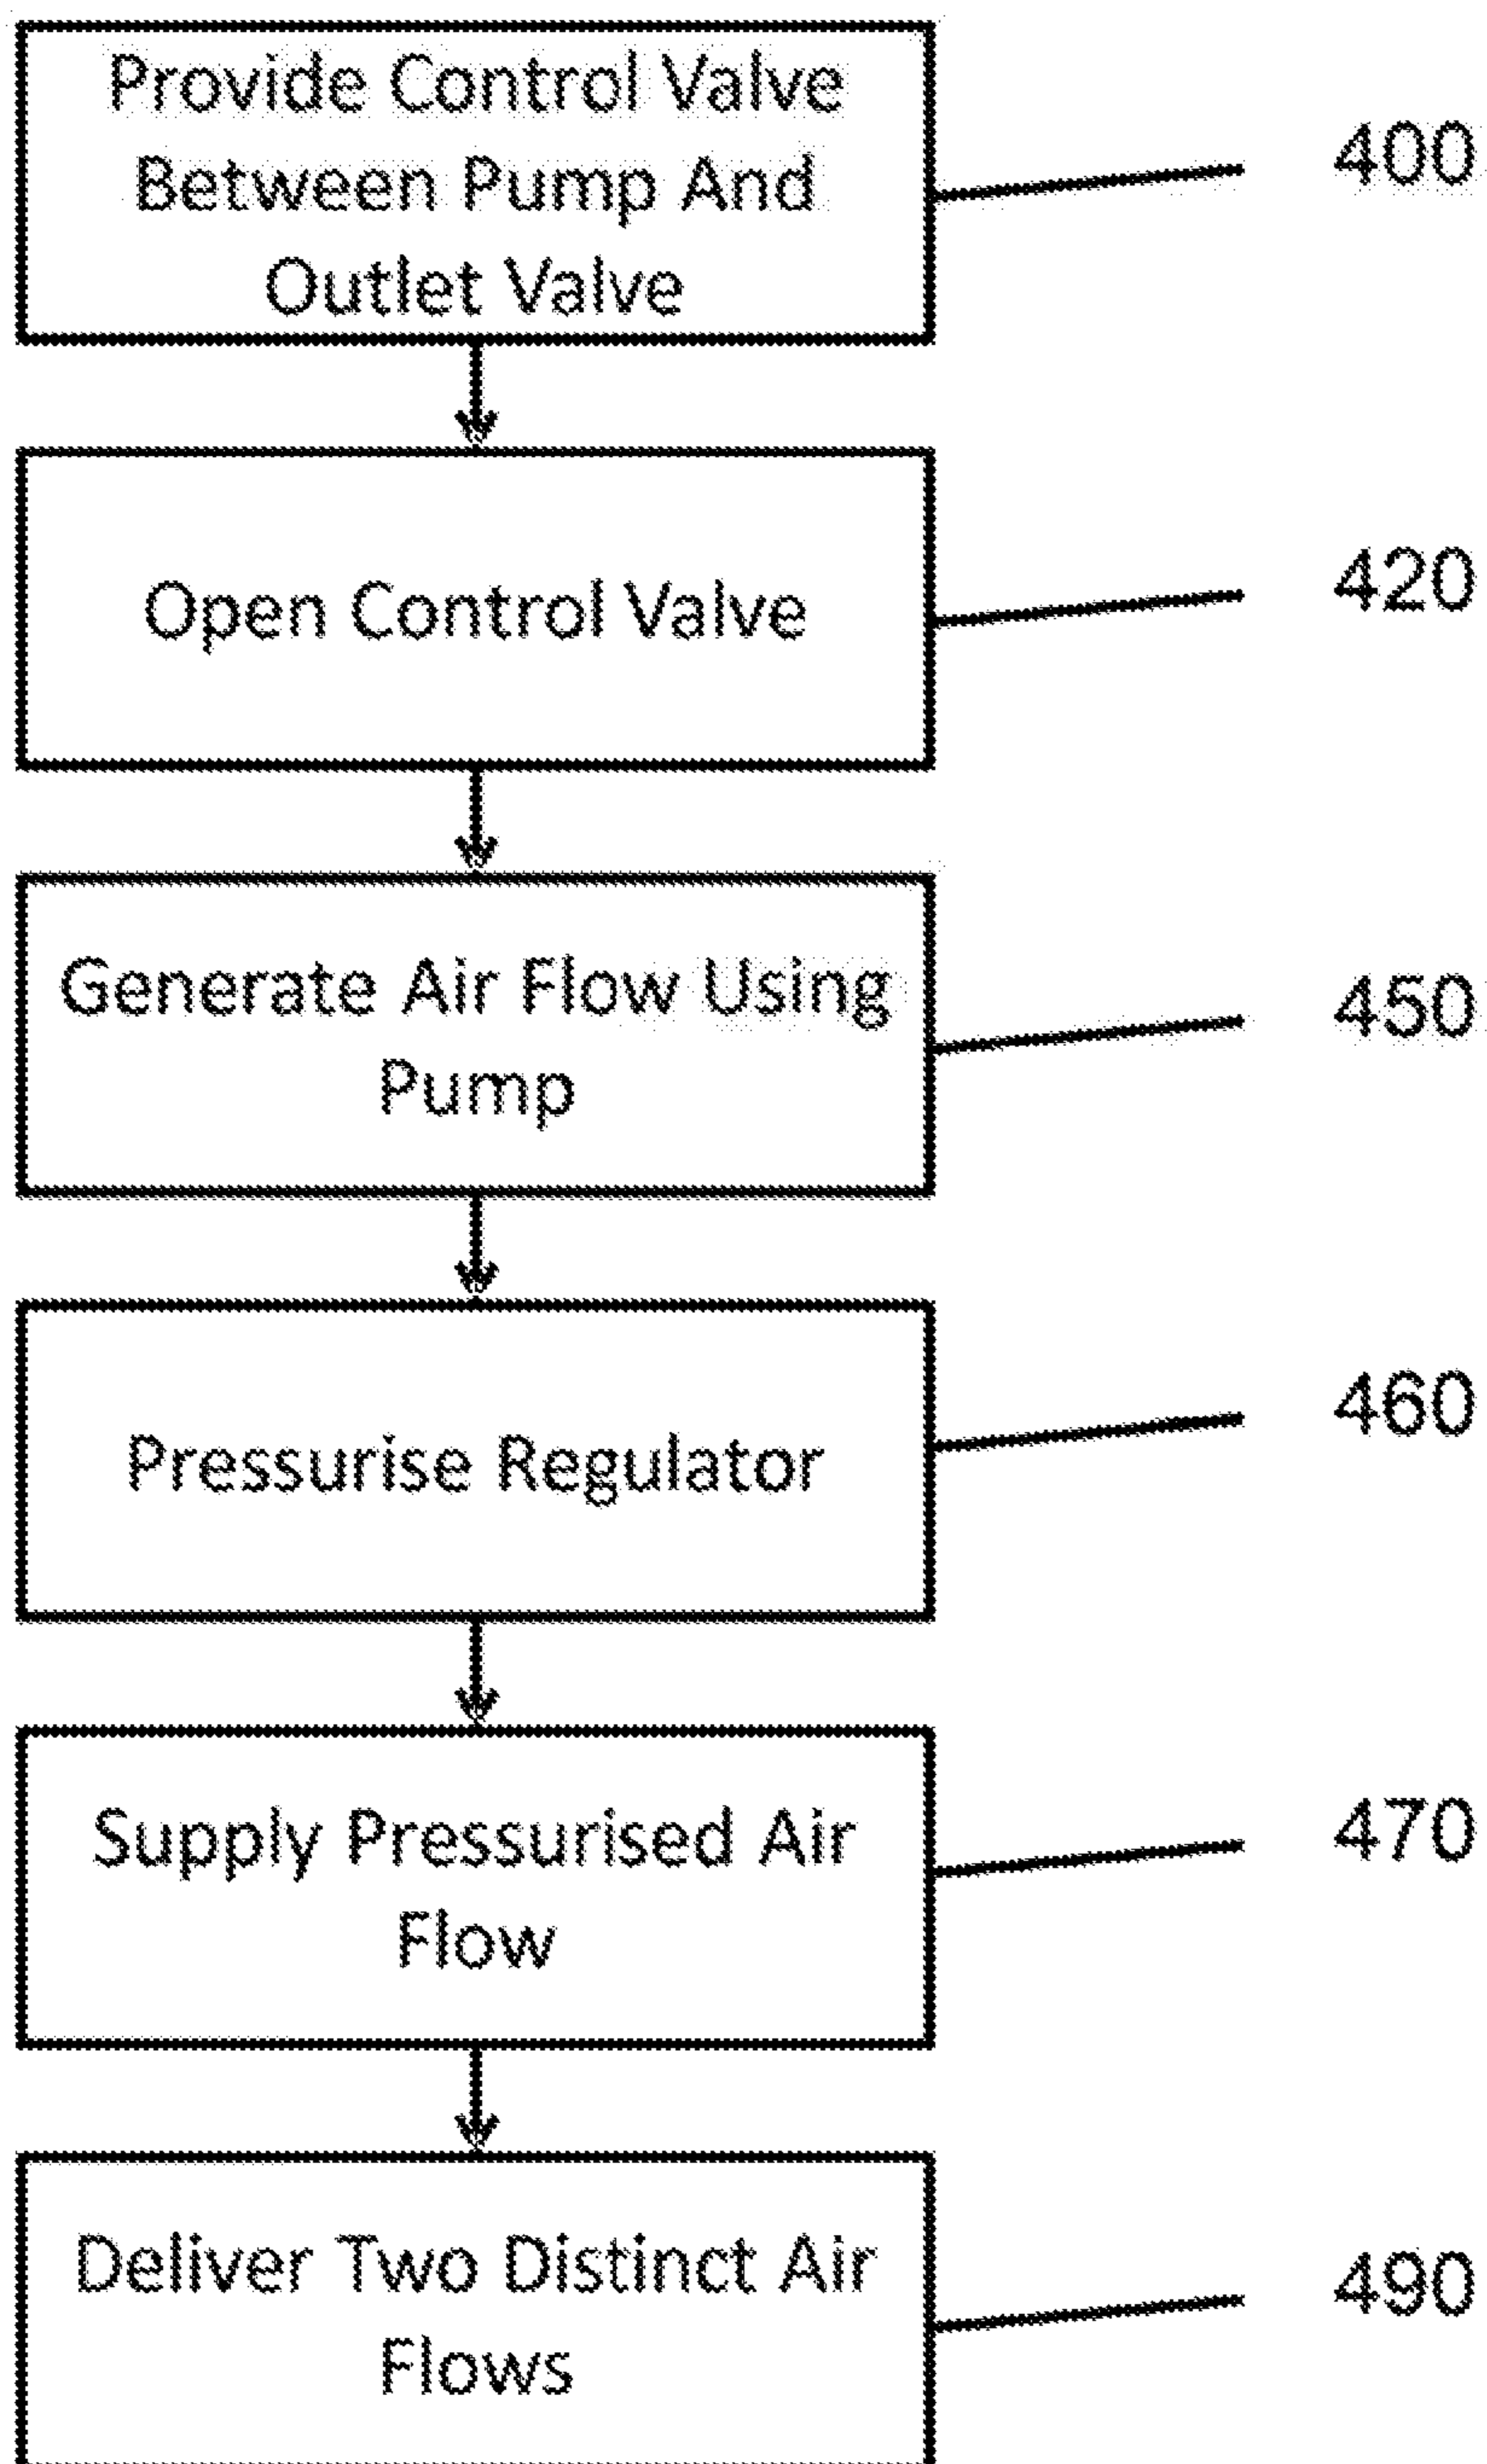 Provide Control Valve
Between Pump And
Outlet Valve
400
Open Control Valve
420
Generate Air Flow Using
Pump
450
Pressurise Regulator
460
Supply Pressurised Air
Flow
470
Deliver Two Distinct Air
Flows
490